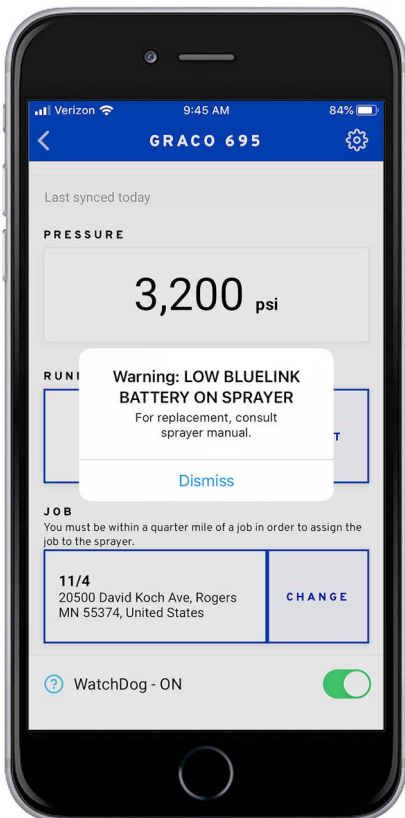 Verizon 9:45 AM 84%
GRACO 695
Last synced today
PRESSURE
3,200 psi
Warning: LOW BLUELINK
BATTERY ON SPRAYER
For replacement, consult
sprayer manual.
Dismiss
JOB
You must be within a quarter mile of a job in order to assign the
job to the sprayer.
11/4
20500 David Koch Ave, Rogers
MN 55374, United States
CHANGE
? WatchDog - ON